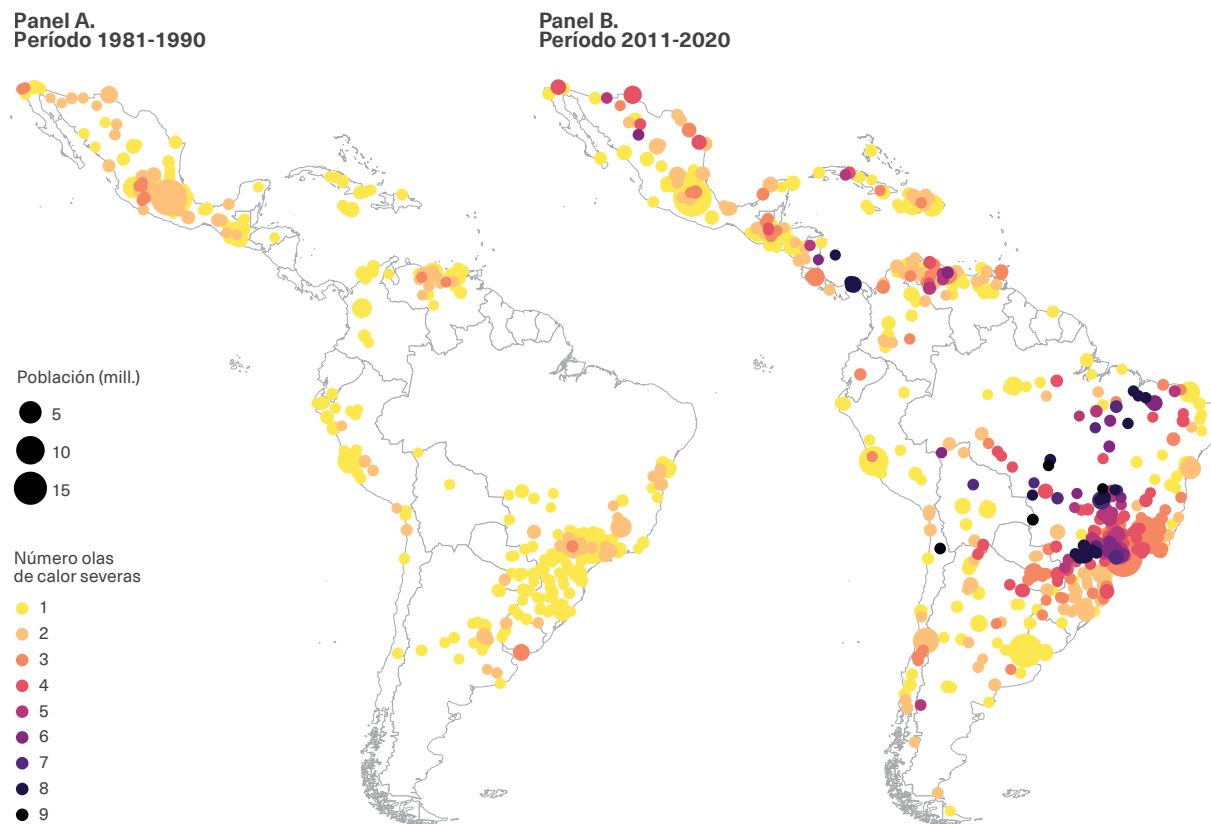 Panel A.
Período 1981-1990
Panel B.
Período 2011-2020
Población (mill.)
5
10
15
Número olas
de calor severas
1
2
3
4
5
6
7
8
9